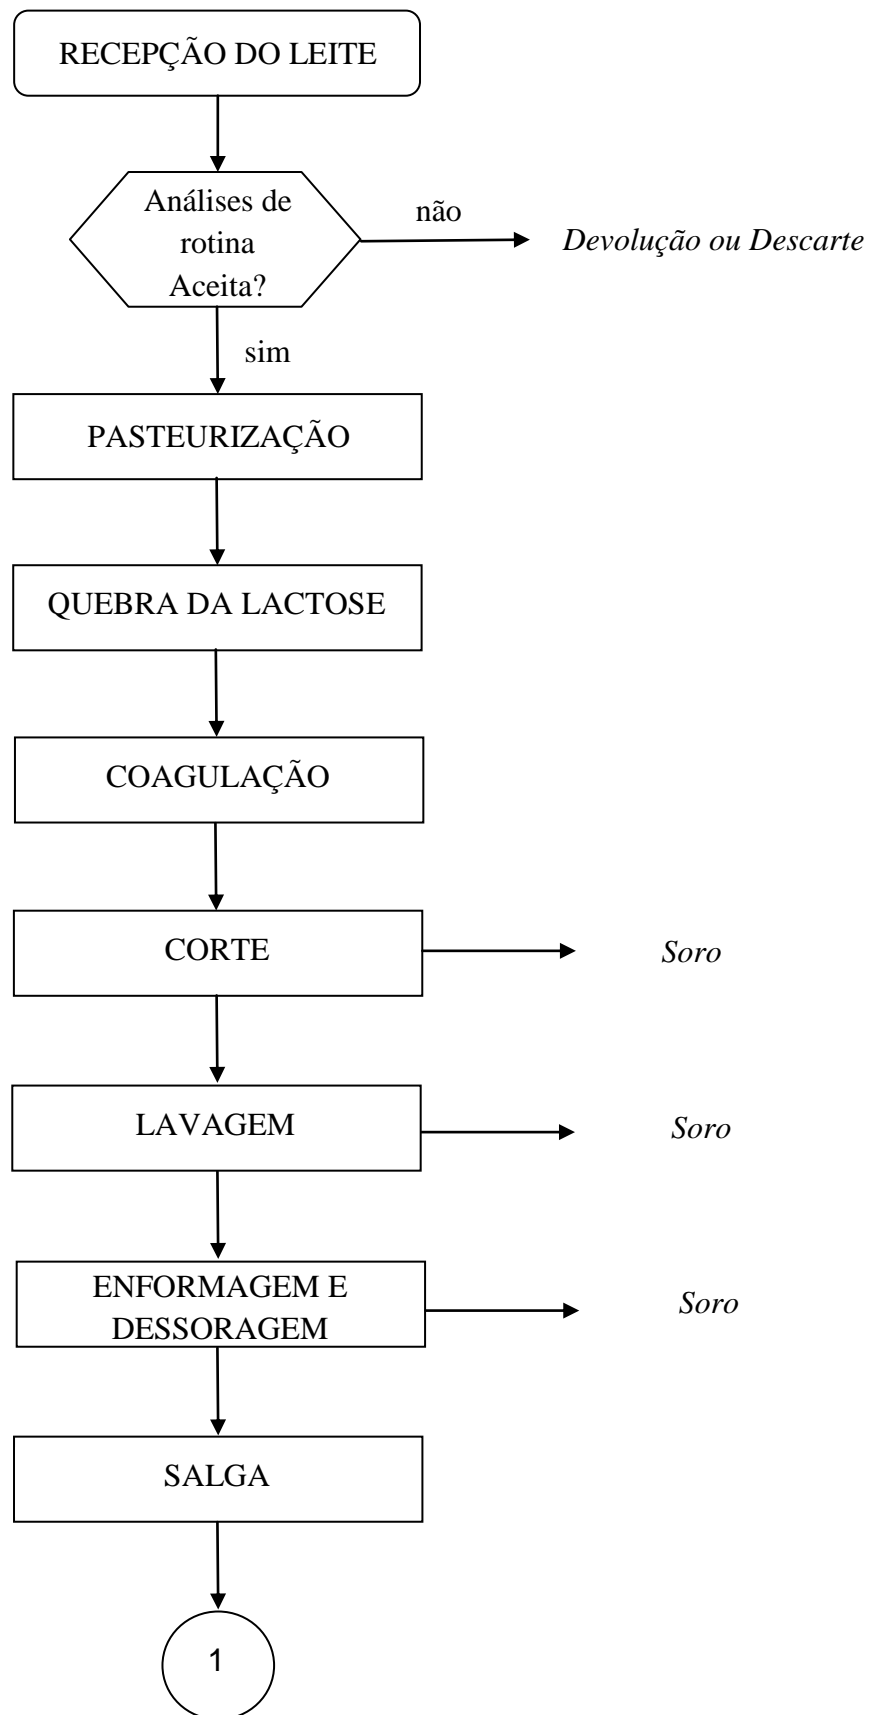 RECEPÇÃO DO LEITE
Análises de
rotina
Aceita?
não
Devolução ou Descarte
sim
PASTEURIZAÇÃO
QUEBRA DA LACTOSE
COAGULAÇÃO
CORTE
Soro
LAVAGEM
Soro
ENFORMAGEM E
DESSORAGEM
Soro
SALGA
1